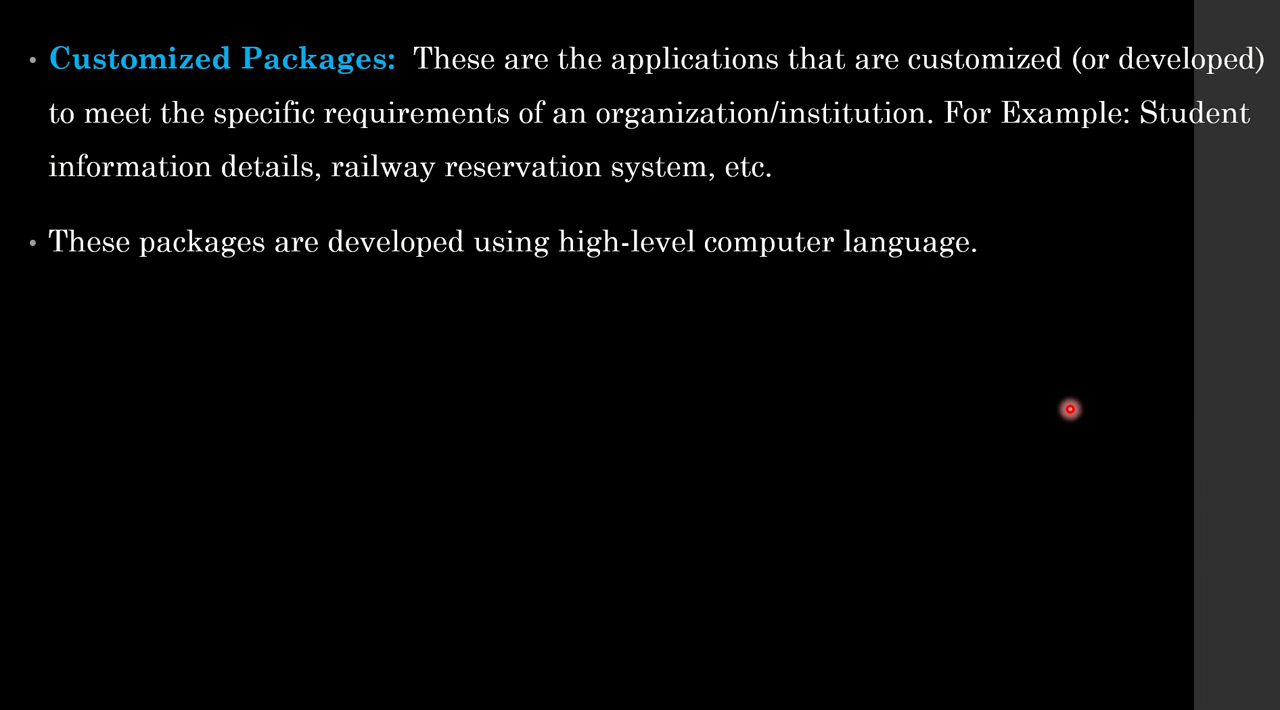 • Customized Packages: These are the applications that are customized (or developed)
to meet the specific requirements of an organization/institution. For Example: Student
information details, railway reservation system, etc.
• These packages are developed using high-level computer language.